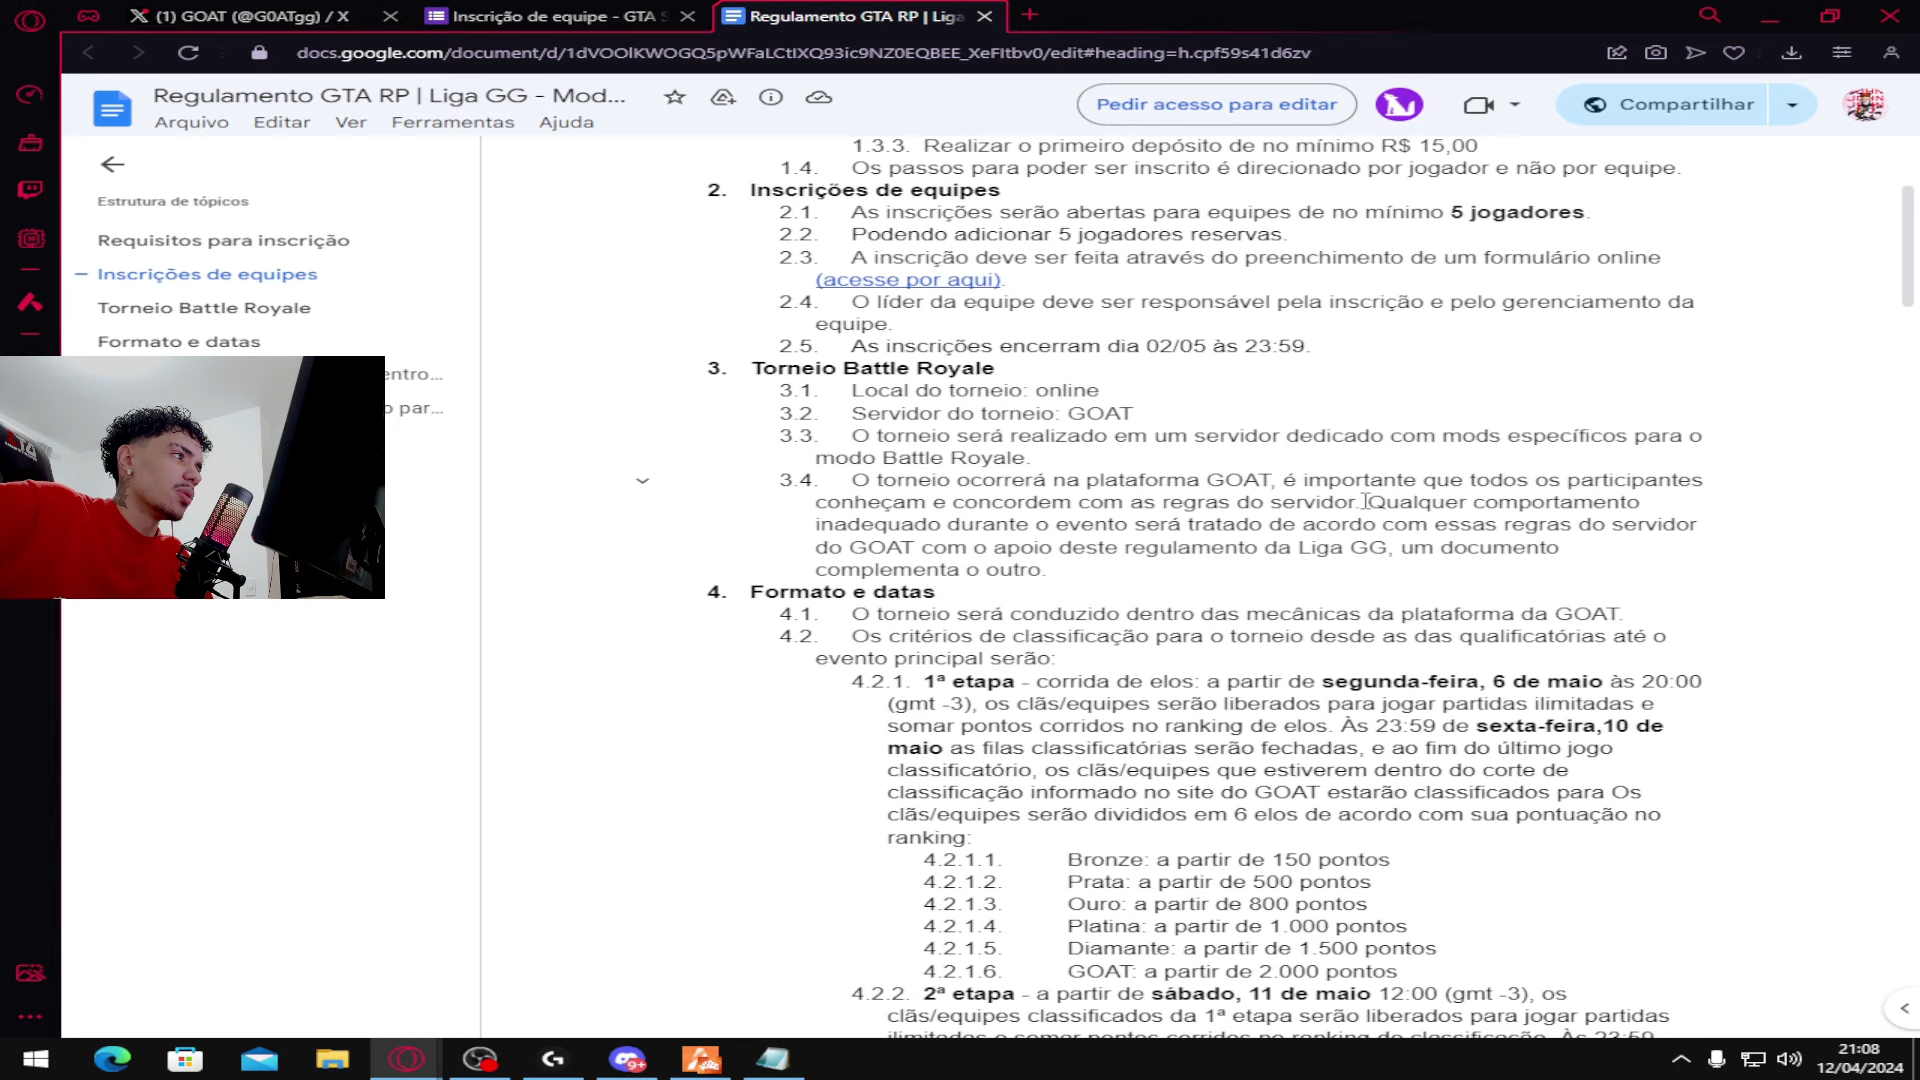 (1) GOAT (@G0ATgg) / X
Inscrição de equipe - GTA S
Regulamento GTA RP | Liga
docs.google.com/document/d/1dVOOlKWOGQ5pWFaLCtIXQ93ic9NZ0EQBEE_XeFItbv0/edit#heading=h.cpf59s41d6zv
Regulamento GTA RP | Liga GG - Mod...
Pedir acesso para editar
Compartilhar
Arquivo Editar Ver Ferramentas Ajuda
Estrutura de tópicos
Requisitos para inscrição
Inscrições de equipes
Torneio Battle Royale
Formato e datas
entro...
o par...
1.3.3. Realizar o primeiro depósito de no mínimo R$ 15,00
1.4. Os passos para poder ser inscrito é direcionado por jogador e não por equipe.
2. Inscrições de equipes
2.1. As inscrições serão abertas para equipes de no mínimo 5 jogadores.
2.2. Podendo adicionar 5 jogadores reservas.
2.3. A inscrição deve ser feita através do preenchimento de um formulário online
(acesse por aqui).
2.4. O líder da equipe deve ser responsável pela inscrição e pelo gerenciamento da
equipe.
2.5. As inscrições encerram dia 02/05 às 23:59.
3. Torneio Battle Royale
3.1. Local do torneio: online
3.2. Servidor do torneio: GOAT
3.3. O torneio será realizado em um servidor dedicado com mods específicos para o
modo Battle Royale.
3.4. O torneio ocorrerá na plataforma GOAT, é importante que todos os participantes
conheçam e concordem com as regras do servidor. Qualquer comportamento
inadequado durante o evento será tratado de acordo com essas regras do servidor
do GOAT com o apoio deste regulamento da Liga GG, um documento
complementa o outro.
4. Formato e datas
4.1. O torneio será conduzido dentro das mecânicas da plataforma da GOAT.
4.2. Os critérios de classificação para o torneio desde as das qualificatórias até o
evento principal serão:
4.2.1. 1ª etapa - corrida de elos: a partir de segunda-feira, 6 de maio às 20:00
(gmt -3), os clãs/equipes serão liberados para jogar partidas ilimitadas e
somar pontos corridos no ranking de elos. Às 23:59 de sexta-feira,10 de
maio as filas classificatórias serão fechadas, e ao fim do último jogo
classificatório, os clãs/equipes que estiverem dentro do corte de
classificação informado no site do GOAT estarão classificados para Os
clãs/equipes serão divididos em 6 elos de acordo com sua pontuação no
ranking:
4.2.1.1. Bronze: a partir de 150 pontos
4.2.1.2. Prata: a partir de 500 pontos
4.2.1.3. Ouro: a partir de 800 pontos
4.2.1.4. Platina: a partir de 1.000 pontos
4.2.1.5. Diamante: a partir de 1.500 pontos
4.2.1.6. GOAT: a partir de 2.000 pontos
4.2.2. 2ª etapa - a partir de sábado, 11 de maio 12:00 (gmt -3), os
clãs/equipes classificados da 1ª etapa serão liberados para jogar partidas
ilimitadas e somar pontos corridos no ranking de classificação. Às 23:59
9+
21:08
12/04/2024